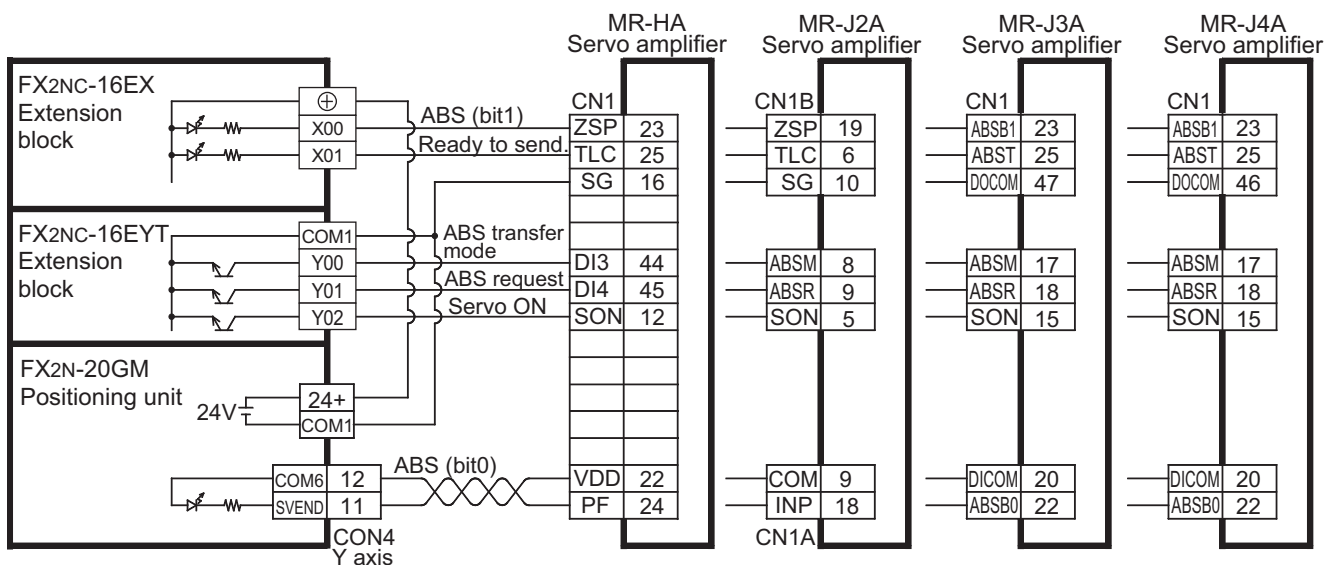 MR-HA
Servo amplifier
MR-J2A
Servo amplifier
MR-J3A
Servo amplifier
MR-J4A
Servo amplifier
FX2NC-16EX
Extension
block
⊕
X00
X01
ABS (bit1)
Ready to send.
FX2NC-16EYT
Extension
block
COM1
Y00
Y01
Y02
ABS transfer
mode
ABS request
Servo ON
FX2N-20GM
Positioning unit
24V
24+
COM1
COM6 12
SVEND 11
CON4
Y axis
ABS (bit0)
CN1
ZSP 23
TLC 25
SG 16
DI3 44
DI4 45
SON 12
VDD 22
PF 24
CN1B
ZSP 19
TLC 6
SG 10
ABSM 8
ABSR 9
SON 5
COM 9
INP 18
CN1A
CN1
ABSB1 23
ABST 25
DOCOM 47
ABSM 17
ABSR 18
SON 15
DICOM 20
ABSB0 22
CN1
ABSB1 23
ABST 25
DOCOM 46
ABSM 17
ABSR 18
SON 15
DICOM 20
ABSB0 22